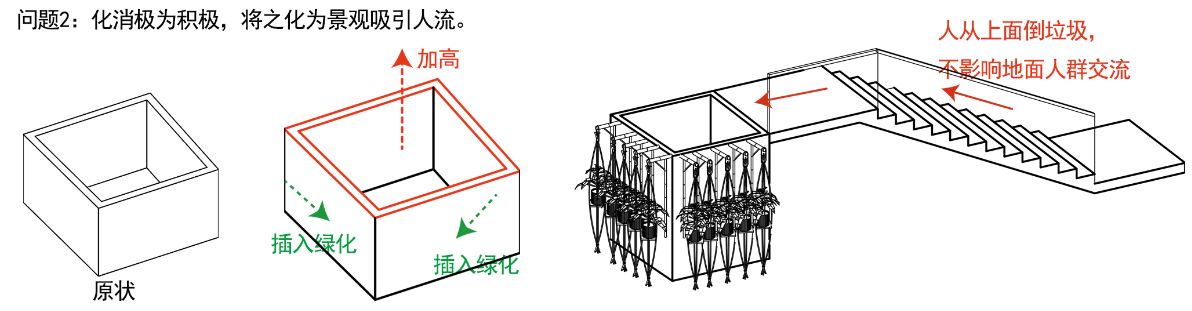 问题2：化消极为积极，将之化为景观吸引人流。
人从上面倒垃圾，
不影响地面人群交流
加高
插入绿化
插入绿化
原状